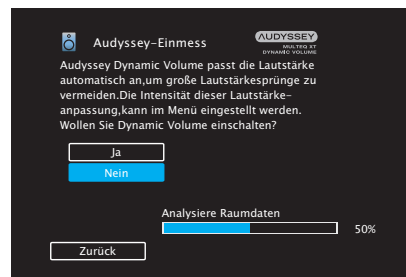 Audyssey-Einmess
AUDYSSEY
MULTEQ XT
DYNAMIC VOLUME
Audyssey Dynamic Volume passt die Lautstärke
automatisch an,um große Lautstärkesprünge zu
vermeiden.Die Intensität dieser Lautstärke-
anpassung,kann im Menü eingestellt werden.
Wollen Sie Dynamic Volume einschalten?
Ja
Nein
Analysiere Raumdaten
50%
Zurück